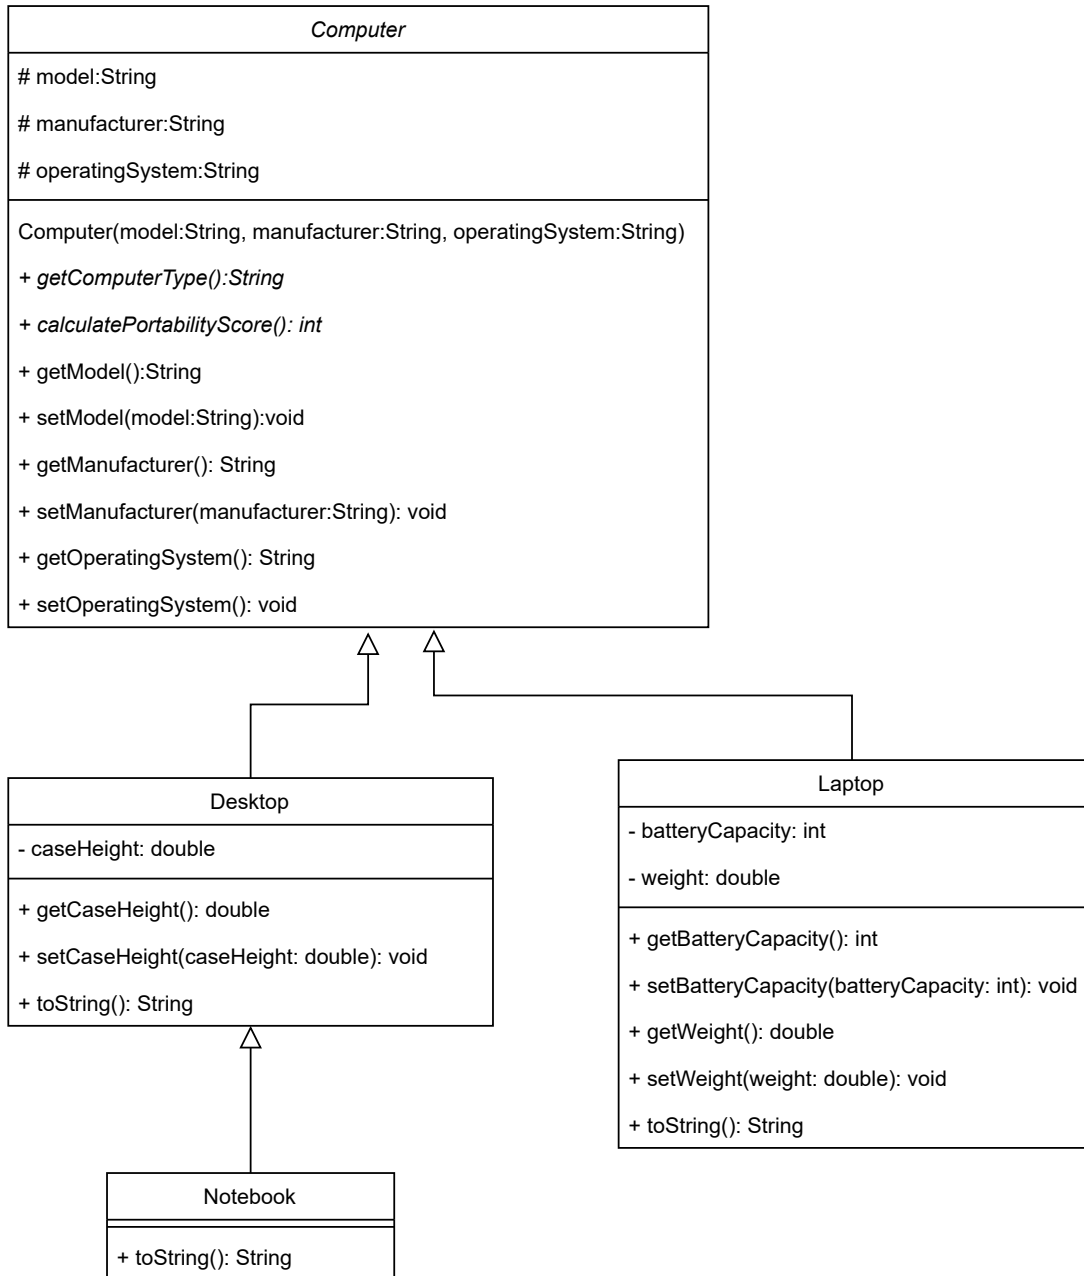 Computer
# model:String
# manufacturer:String
# operatingSystem:String
Computer(model:String, manufacturer:String, operatingSystem:String)
+ getComputerType():String
+ calculatePortabilityScore(): int
+ getModel():String
+ setModel(model:String):void
+ getManufacturer(): String
+ setManufacturer(manufacturer:String): void
+ getOperatingSystem(): String
+ setOperatingSystem(): void
Desktop
- caseHeight: double
+ getCaseHeight(): double
+ setCaseHeight(caseHeight: double): void
+ toString(): String
Laptop
- batteryCapacity: int
- weight: double
+ getBatteryCapacity(): int
+ setBatteryCapacity(batteryCapacity: int): void
+ getWeight(): double
+ setWeight(weight: double): void
+ toString(): String
Notebook
+ toString(): String